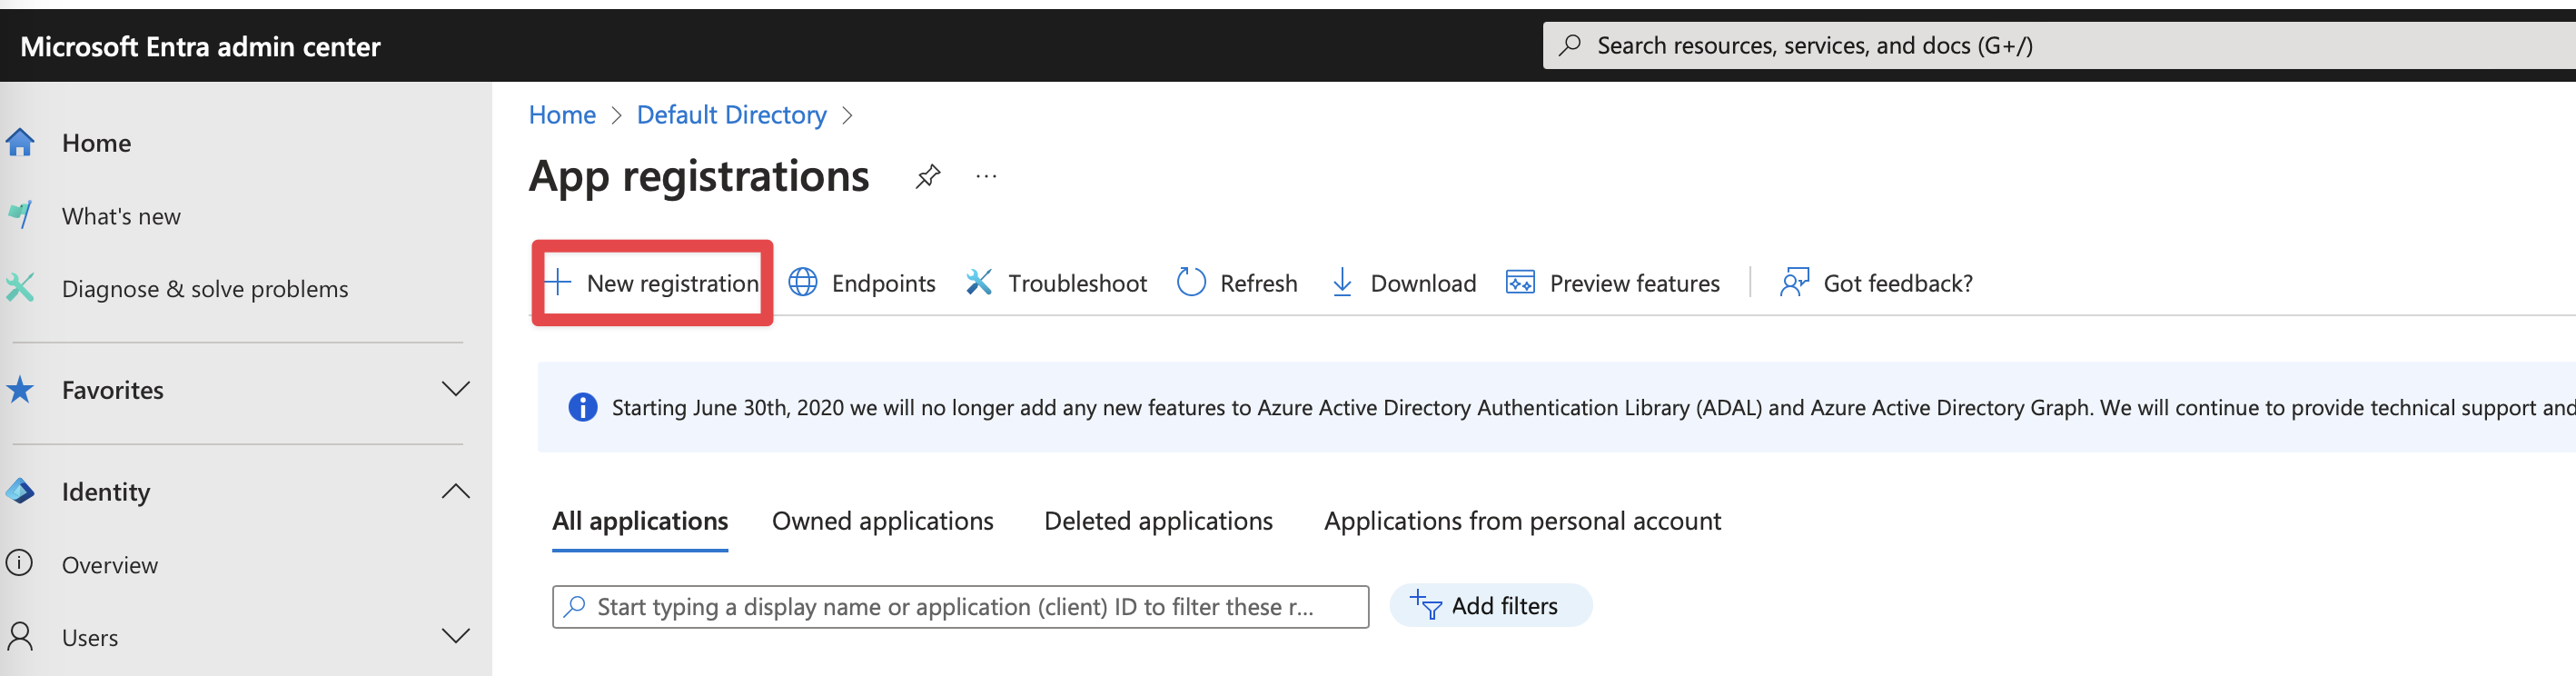 Microsoft Entra admin center
Search resources, services, and docs (G+/)
Home
What's new
Diagnose & solve problems
Favorites
Identity
Overview
Users
Home > Default Directory >
App registrations
New registration Endpoints Troubleshoot Refresh Download Preview features Got feedback?
Starting June 30th, 2020 we will no longer add any new features to Azure Active Directory Authentication Library (ADAL) and Azure Active Directory Graph. We will continue to provide technical support and
All applications Owned applications Deleted applications Applications from personal account
Start typing a display name or application (client) ID to filter these r...
Add filters